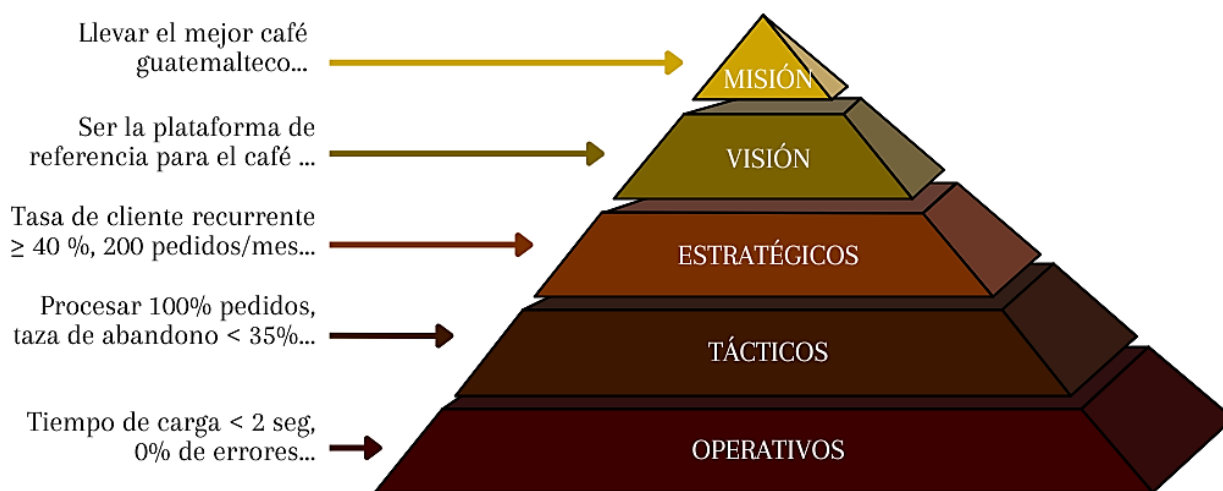 Llevar el mejor café
guatemalteco...
MISIÓN
Ser la plataforma de
referencia para el café ...
VISIÓN
Tasa de cliente recurrente
≥ 40 %, 200 pedidos/mes...
ESTRATÉGICOS
Procesar 100% pedidos,
taza de abandono < 35%...
TÁCTICOS
Tiempo de carga < 2 seg,
0% de errores...
OPERATIVOS